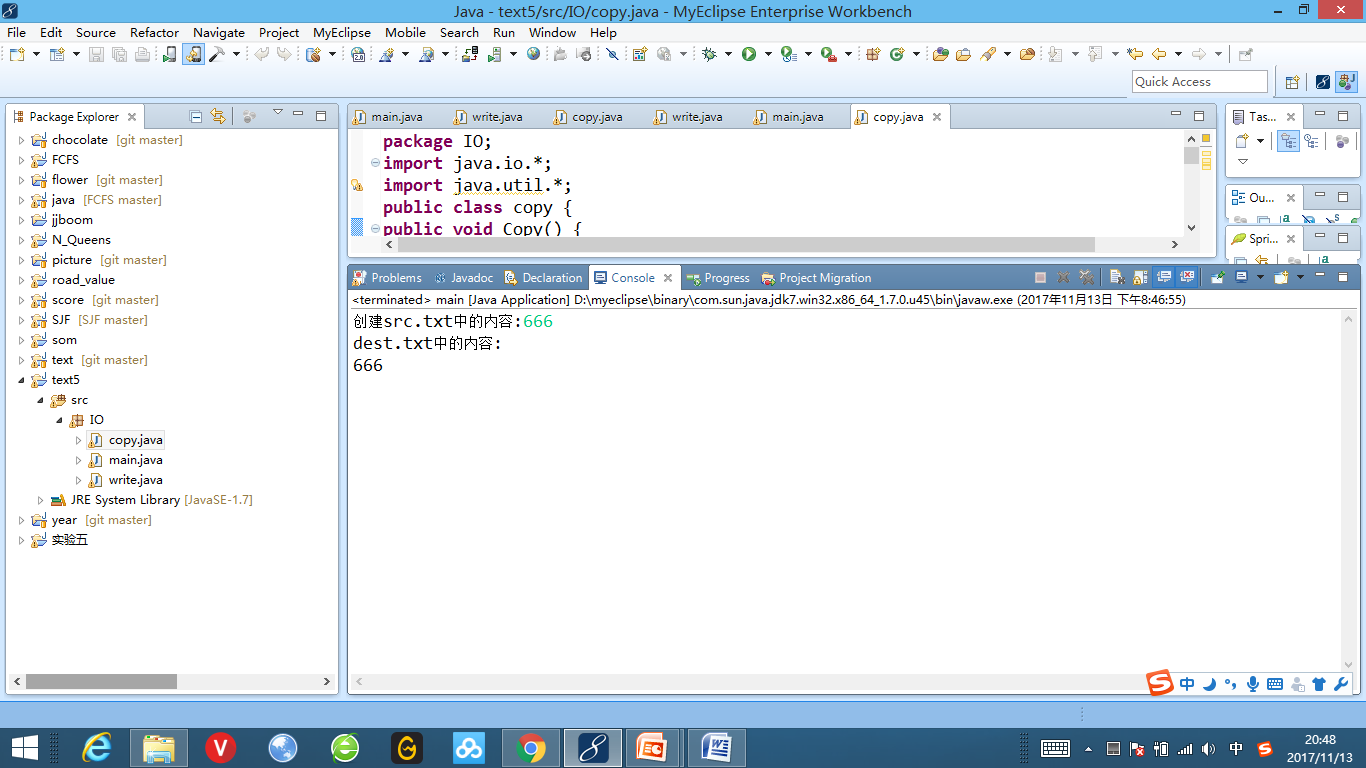 Java - text5/src/IO/copy.java - MyEclipse Enterprise Workbench
File Edit Source Refactor Navigate Project MyEclipse Mobile Search Run Window Help
Quick Access
Package Explorer
chocolate [git master]
FCFS
flower [git master]
java [FCFS master]
jjboom
N_Queens
picture [git master]
road_value
score [git master]
SJF [SJF master]
som
text [git master]
text5
src
IO
copy.java
main.java
write.java
JRE System Library [JavaSE-1.7]
year [git master]
实验五
main.java write.java copy.java write.java main.java copy.java
package IO;
import java.io.*;
import java.util.*;
public class copy {
public void Copy() {
Tas...
Ou...
Spri...
Problems Javadoc Declaration Console Progress Project Migration
<terminated> main [Java Application] D:\myeclipse\binary\com.sun.java.jdk7.win32.x86_64_1.7.0.u45\bin\javaw.exe (2017年11月13日 下午8:46:55)
创建src.txt中的内容:666
dest.txt中的内容:
666
中
中
20:48
2017/11/13